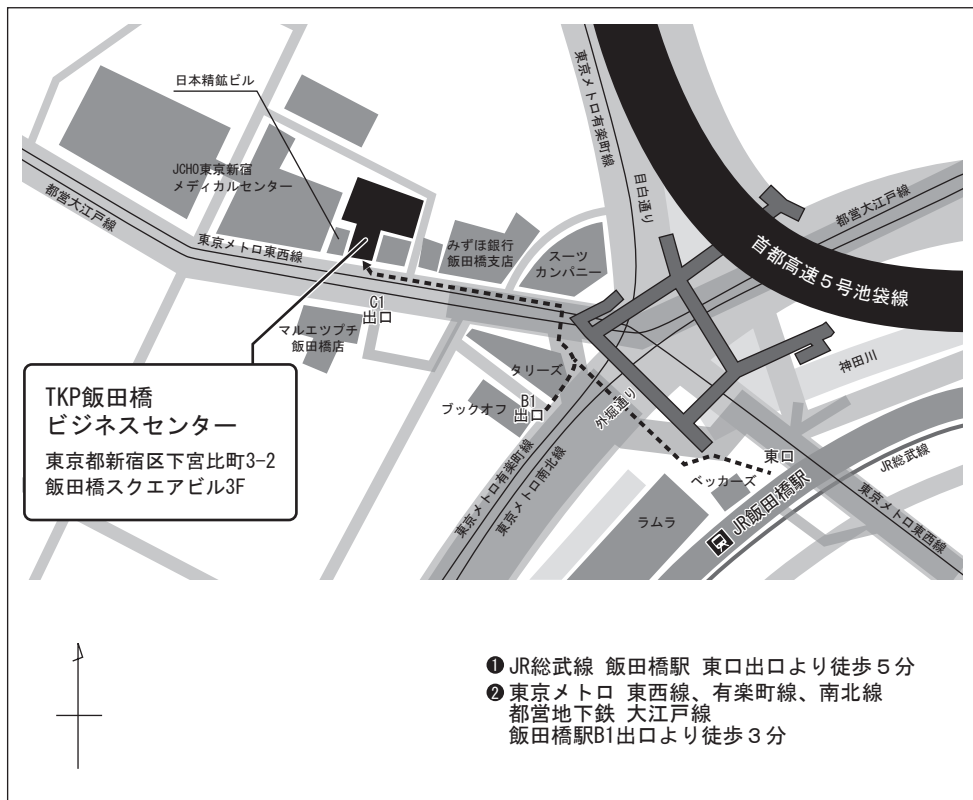 日本精鉱ビル
東京メトロ有楽町線
JCHO東京新宿
メディカルセンター
目白通り
都営大江戸線
都営大江戸線
東京メトロ東西線
みずほ銀行
飯田橋支店
スーツ
カンパニー
首都高速5号池袋線
C1
出口
マルエツプチ
飯田橋店
タリーズ
神田川
ブックオフ
B1
出口
外堀通り
TKP飯田橋
ビジネスセンター
東京都新宿区下宮比町3-2
飯田橋スクエアビル3F
東口
JR総武線
ベッカーズ
ラムラ
JR飯田橋駅
東京メトロ有楽町線
東京メトロ南北線
東京メトロ東西線
❶ JR総武線 飯田橋駅 東口出口より徒歩５分
❷ 東京メトロ 東西線、有楽町線、南北線
都営地下鉄 大江戸線
飯田橋駅B1出口より徒歩３分